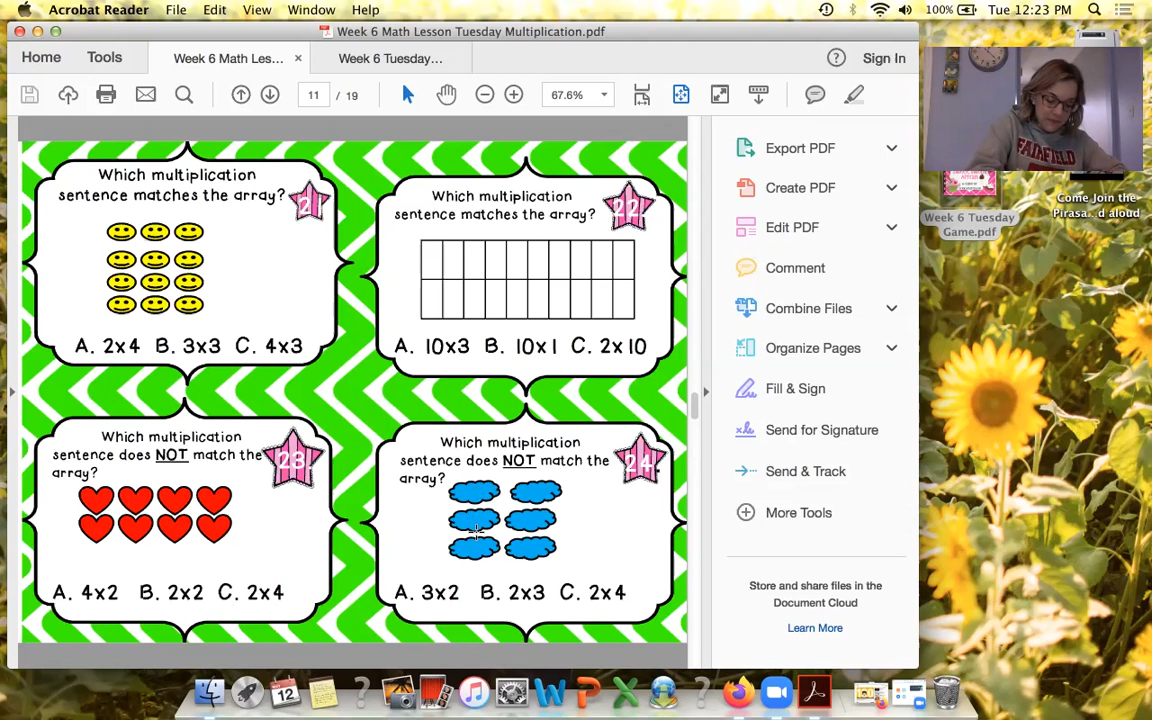 Acrobat Reader File Edit View Window Help
100% Tue 12:23 PM
Week 6 Math Lesson Tuesday Multiplication.pdf
Home Tools Week 6 Math Les... × Week 6 Tuesday... Sign In
11 / 19 67.6%
Export PDF
Create PDF
Edit PDF
Comment
Combine Files
Organize Pages
Fill & Sign
Send for Signature
Send & Track
More Tools
Store and share files in the
Document Cloud
Learn More
Which multiplication
sentence matches the array?
21
A. 2x4 B. 3x3 C. 4x3
Which multiplication
sentence matches the array?
22
A. 10x3 B. 10x1 C. 2x10
Which multiplication
sentence does NOT match the
array?
23
A. 4x2 B. 2x2 C. 2x4
Which multiplication
sentence does NOT match the
array?
24
A. 3x2 B. 2x3 C. 2x4
FAIRFIELD
Week 6 Tuesday
Game.pdf
Come Join the
Pirasa...d aloud
12